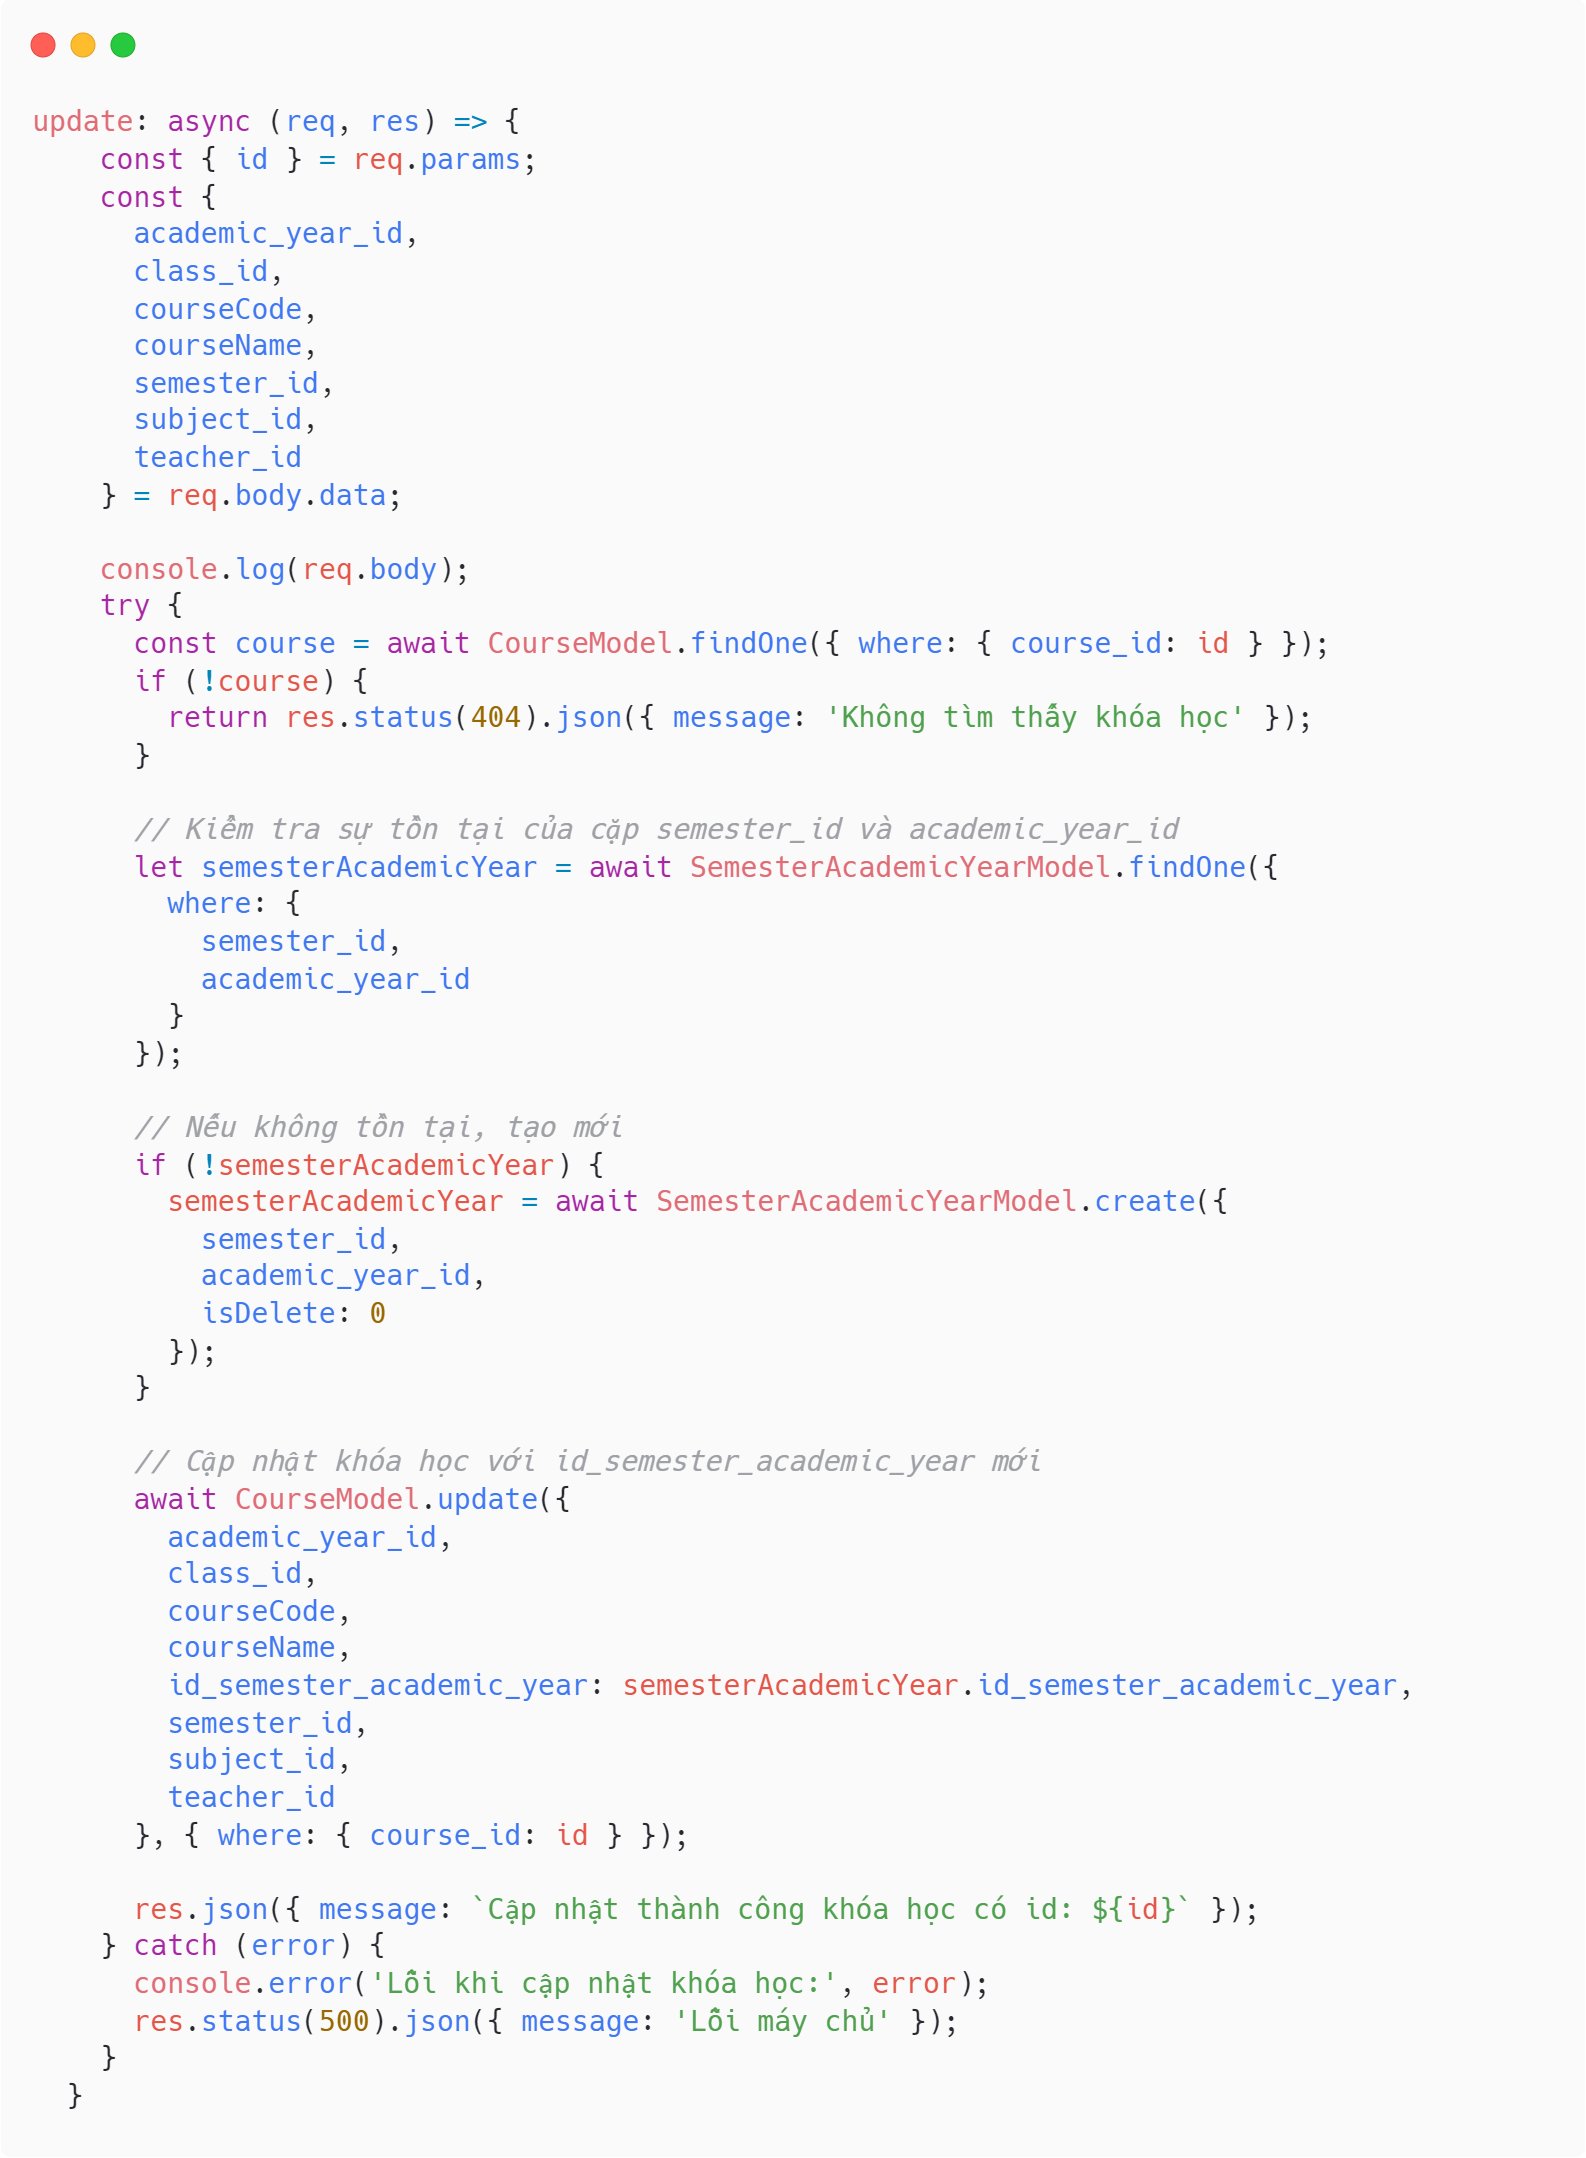 update: async (req, res) => {
    const { id } = req.params;
    const {
      academic_year_id,
      class_id,
      courseCode,
      courseName,
      semester_id,
      subject_id,
      teacher_id
    } = req.body.data;

    console.log(req.body);
    try {
      const course = await CourseModel.findOne({ where: { course_id: id } });
      if (!course) {
        return res.status(404).json({ message: 'Không tìm thấy khóa học' });
      }

      // Kiểm tra sự tồn tại của cặp semester_id và academic_year_id
      let semesterAcademicYear = await SemesterAcademicYearModel.findOne({
        where: {
          semester_id,
          academic_year_id
        }
      });

      // Nếu không tồn tại, tạo mới
      if (!semesterAcademicYear) {
        semesterAcademicYear = await SemesterAcademicYearModel.create({
          semester_id,
          academic_year_id,
          isDelete: 0
        });
      }

      // Cập nhật khóa học với id_semester_academic_year mới
      await CourseModel.update({
        academic_year_id,
        class_id,
        courseCode,
        courseName,
        id_semester_academic_year: semesterAcademicYear.id_semester_academic_year,
        semester_id,
        subject_id,
        teacher_id
      }, { where: { course_id: id } });

      res.json({ message: `Cập nhật thành công khóa học có id: ${id}` });
    } catch (error) {
      console.error('Lỗi khi cập nhật khóa học:', error);
      res.status(500).json({ message: 'Lỗi máy chủ' });
    }
  }